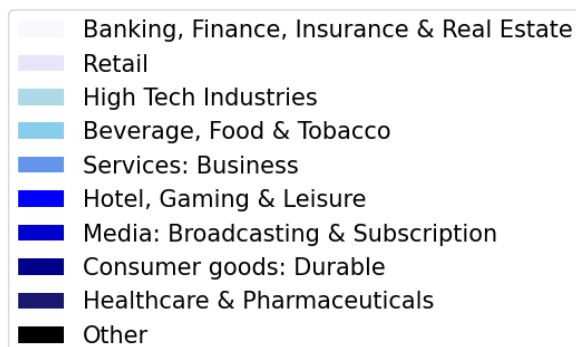 Banking, Finance, Insurance & Real Estate
Retail
High Tech Industries
Beverage, Food & Tobacco
Services: Business
Hotel, Gaming & Leisure
Media: Broadcasting & Subscription
Consumer goods: Durable
Healthcare & Pharmaceuticals
Other